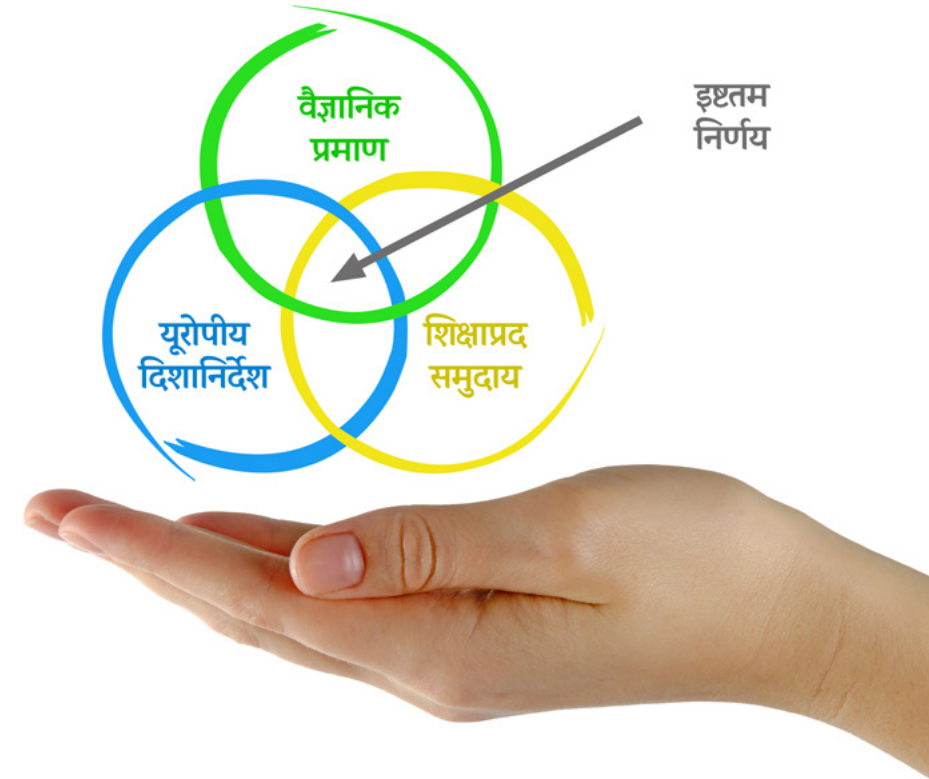 वैज्ञानिक
प्रमाण
इष्टतम
निर्णय
यूरोपीय
दिशानिर्देश
शिक्षाप्रद
समुदाय